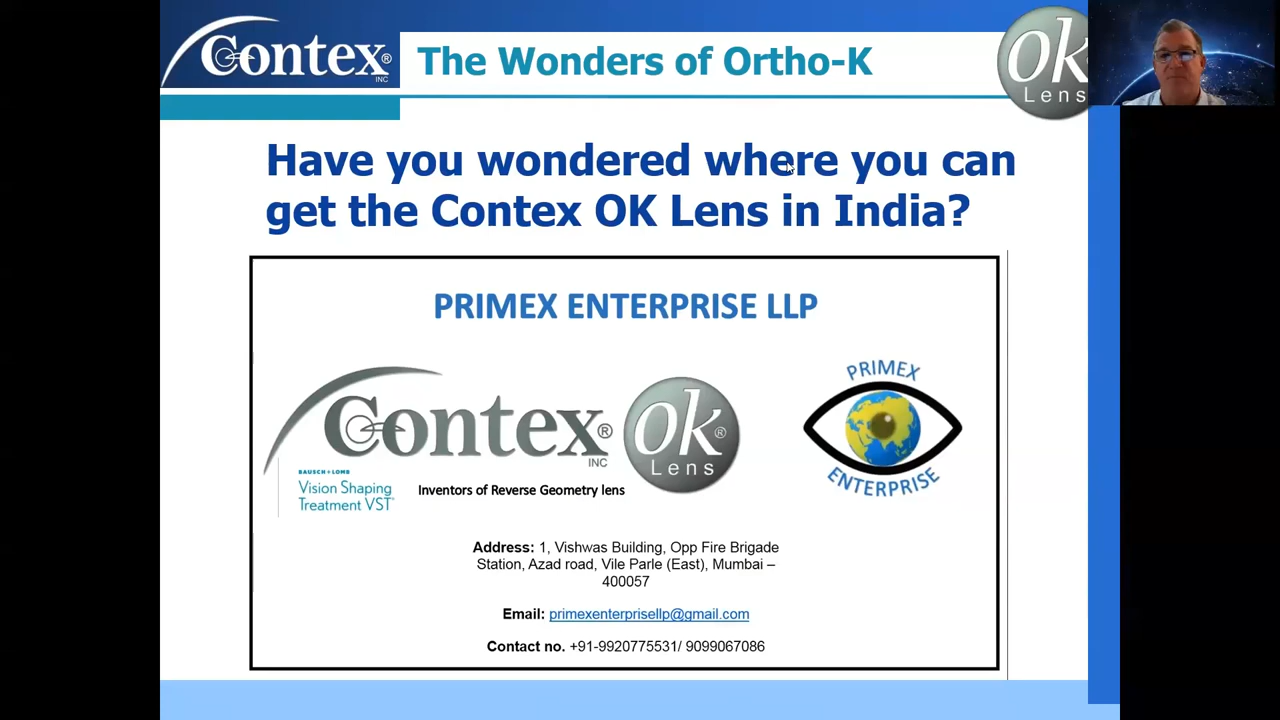 Contex®
INC
The Wonders of Ortho-K
ok
Lens
Have you wondered where you can
get the Contex OK Lens in India?
PRIMEX ENTERPRISE LLP
Contex®
INC
ok®
Lens
PRIMEX
ENTERPRISE
BAUSCH + LOMB
Vision Shaping
Treatment VST®
Inventors of Reverse Geometry lens
Address: 1, Vishwas Building, Opp Fire Brigade
Station, Azad road, Vile Parle (East), Mumbai –
400057
Email: primexenterprisellp@gmail.com
Contact no. +91-9920775531/ 9099067086